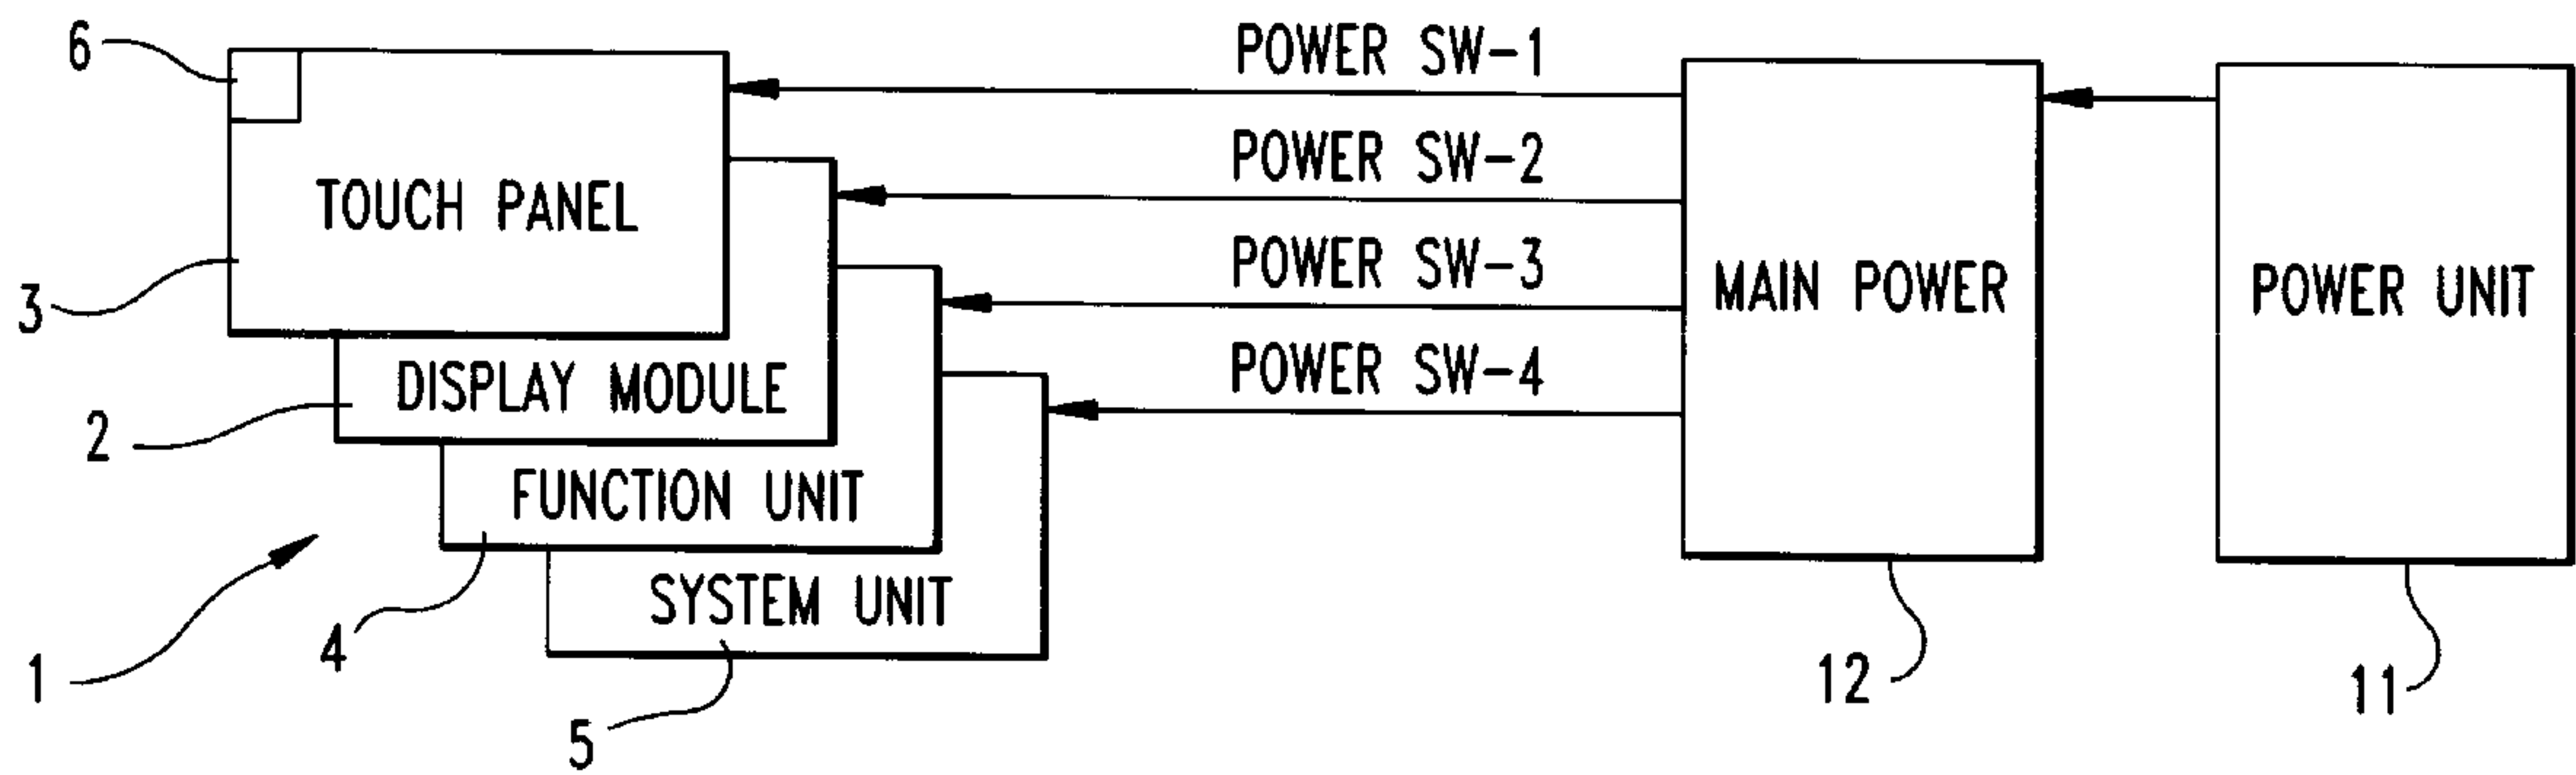 6
POWER SW-1
POWER SW-2
TOUCH PANEL
POWER SW-3
MAIN POWER
POWER UNIT
3
POWER SW-4
DISPLAY MODULE
2
FUNCTION UNIT
SYSTEM UNIT
4
1
12
11
5